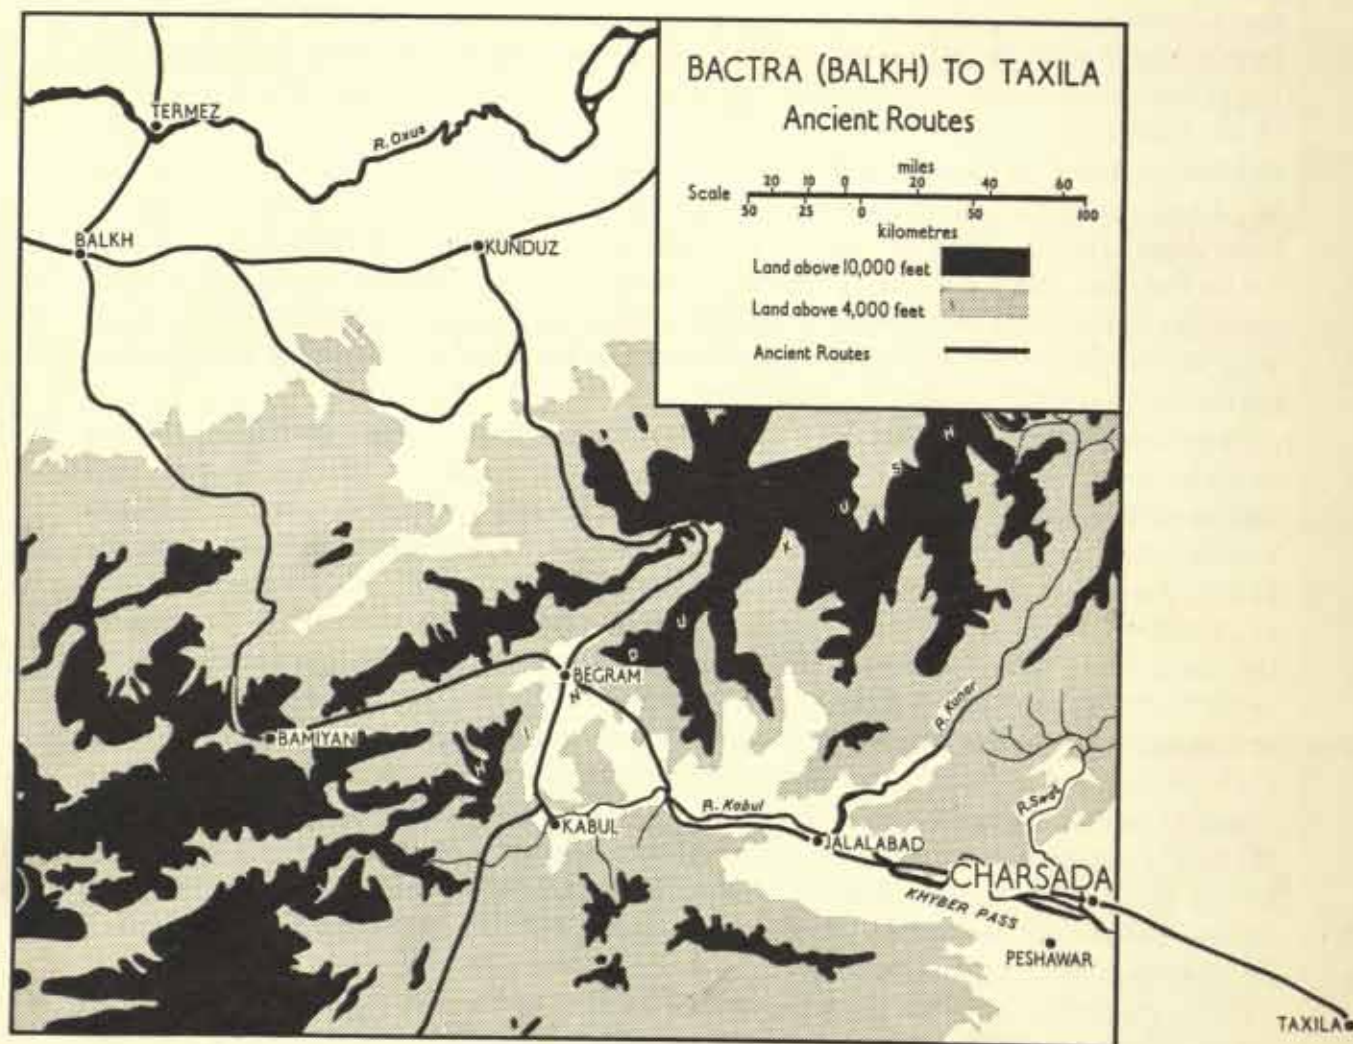 BACTRA (BALKH) TO TAXILA
Ancient Routes
miles
20 10 0 20 40 60
Scale
50 25 0 50 100
kilometres
Land above 10,000 feet
Land above 4,000 feet
Ancient Routes
TERMEZ
R. Oxus
BALKH
KUNDUZ
HINDU KUSH
BEGRAM
BAMIYAN
R. Kunar
R. Kabul
KABUL
JALALABAD
CHARSADA
KHYBER PASS
PESHAWAR
TAXILA